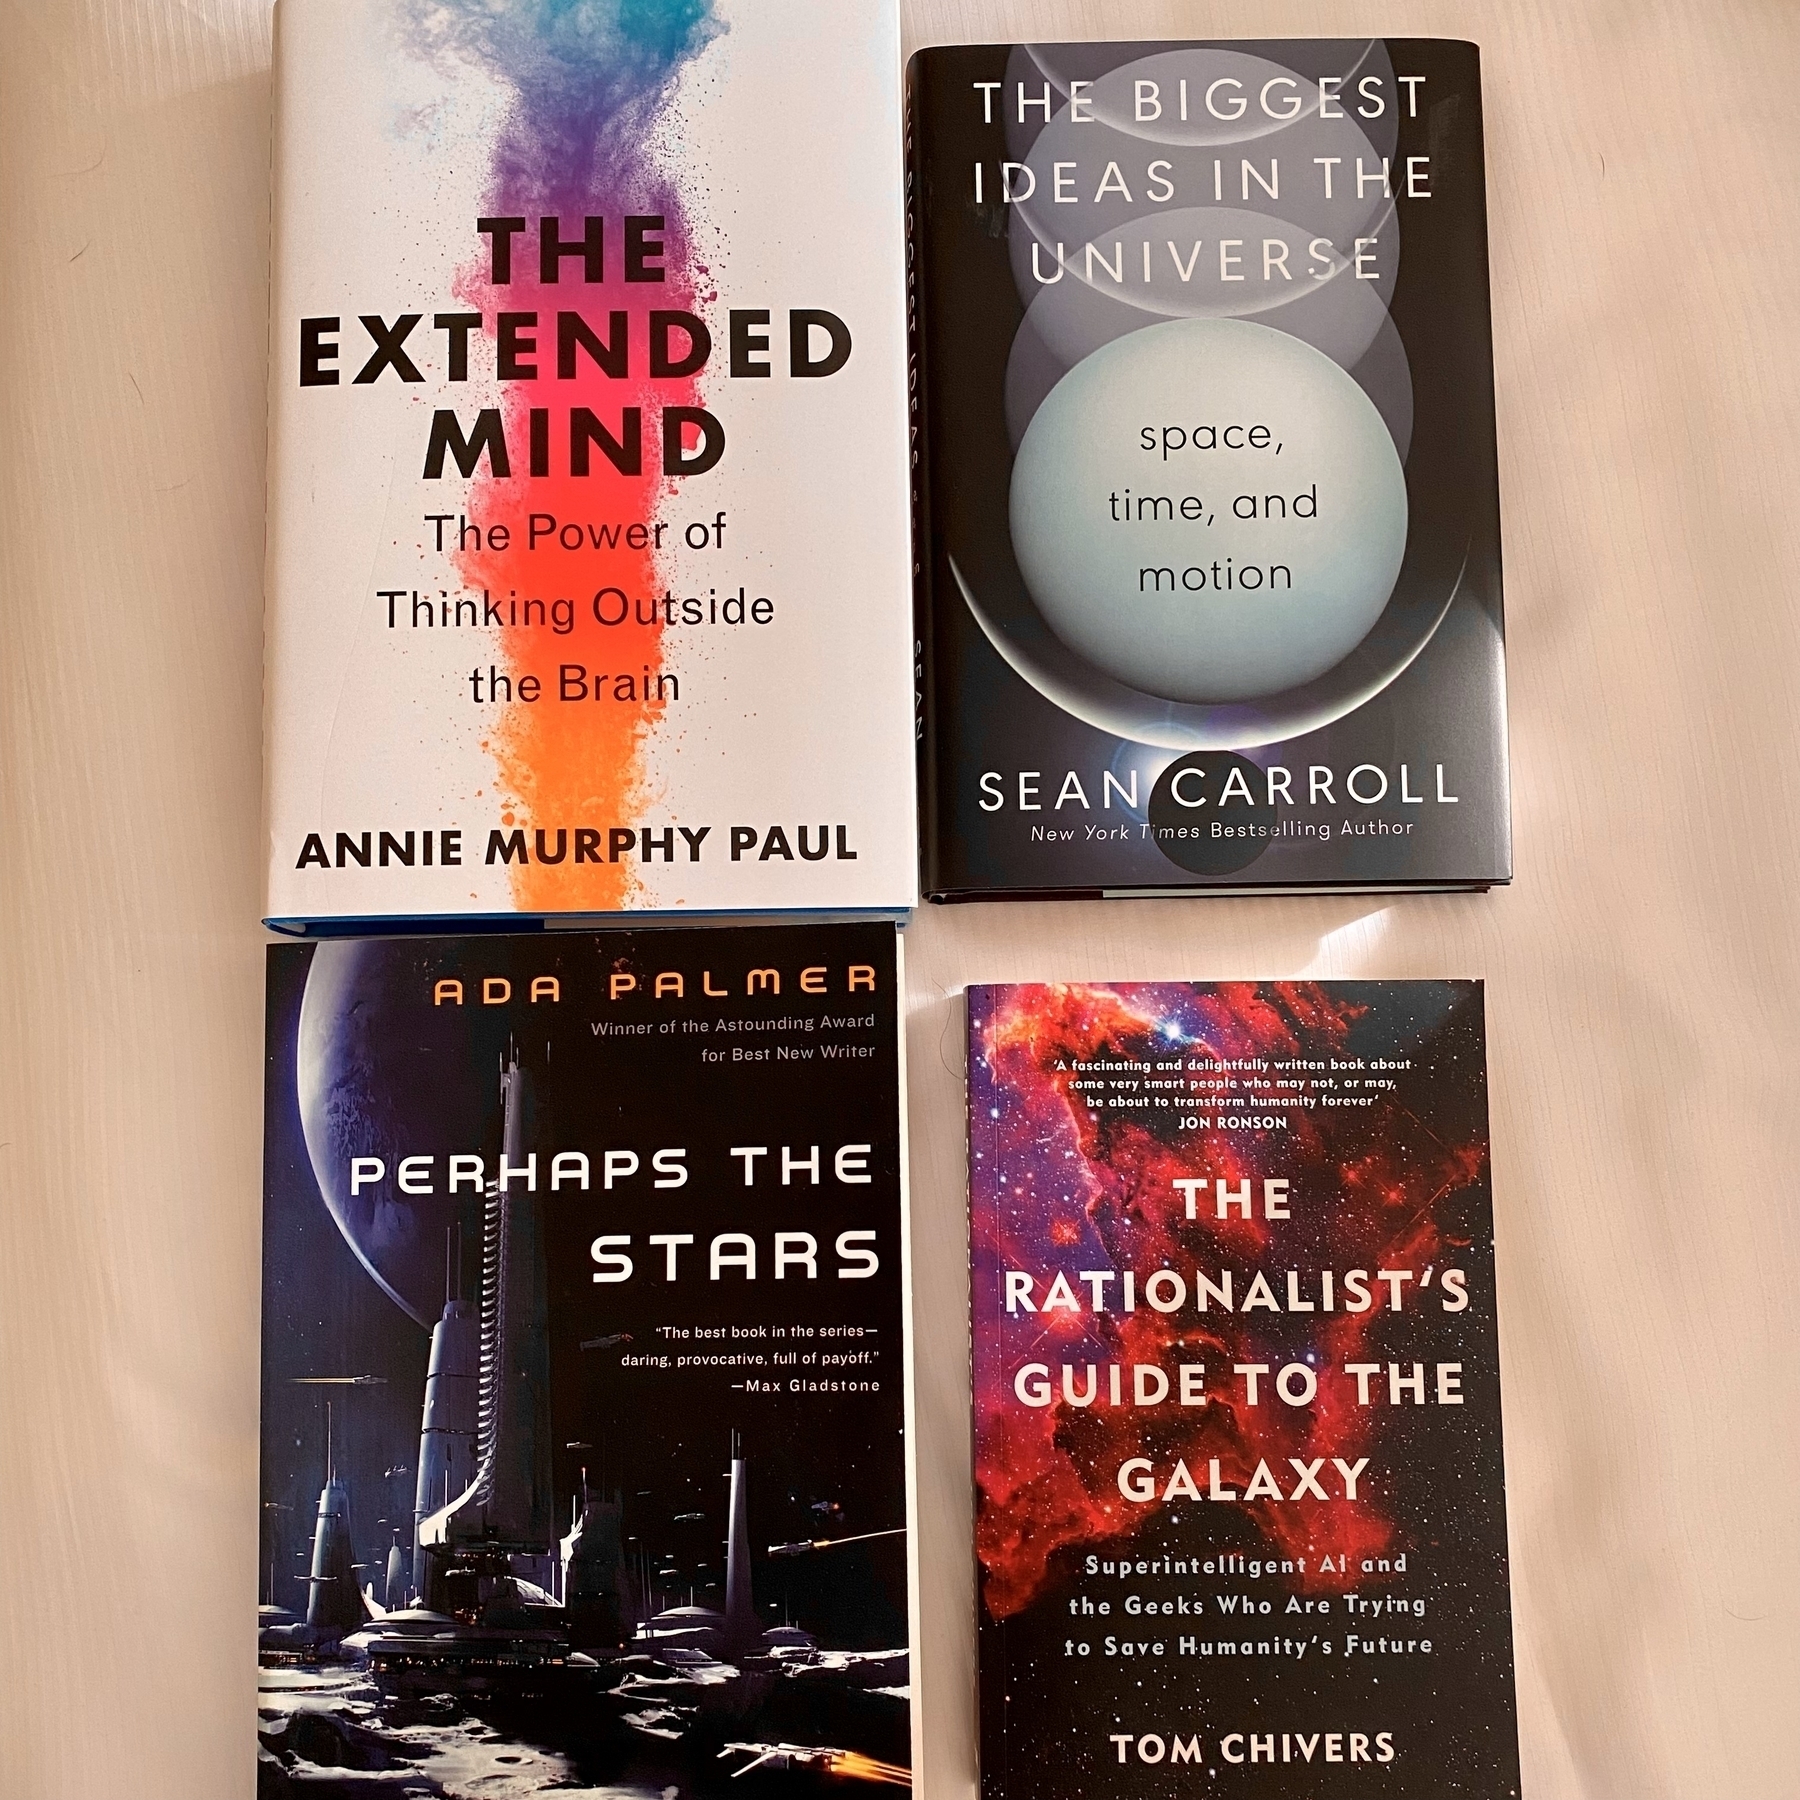 THE
EXTENDED
MIND
The Power of
Thinking Outside
the Brain
ANNIE MURPHY PAUL
THE BIGGEST
IDEAS IN THE
UNIVERSE
space,
time, and
motion
SEAN CARROLL
New York Times Bestselling Author
THE BIGGEST IDEAS SEAN
ADA PALMER
Winner of the Astounding Award
for Best New Writer
PERHAPS THE
STARS
“The best book in the series—
daring, provocative, full of payoff.”
—Max Gladstone
‘A fascinating and delightfully written book about
some very smart people who may not, or may,
be about to transform humanity forever’
JON RONSON
THE
RATIONALIST’S
GUIDE TO THE
GALAXY
Superintelligent AI and
the Geeks Who Are Trying
to Save Humanity’s Future
TOM CHIVERS